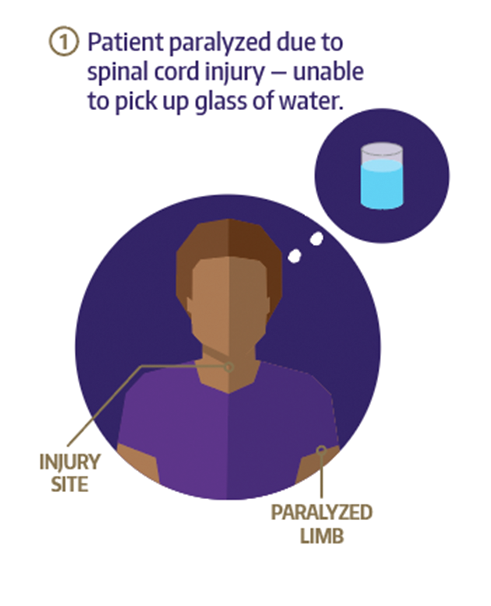 1 Patient paralyzed due to
spinal cord injury — unable
to pick up glass of water.
INJURY
SITE
PARALYZED
LIMB